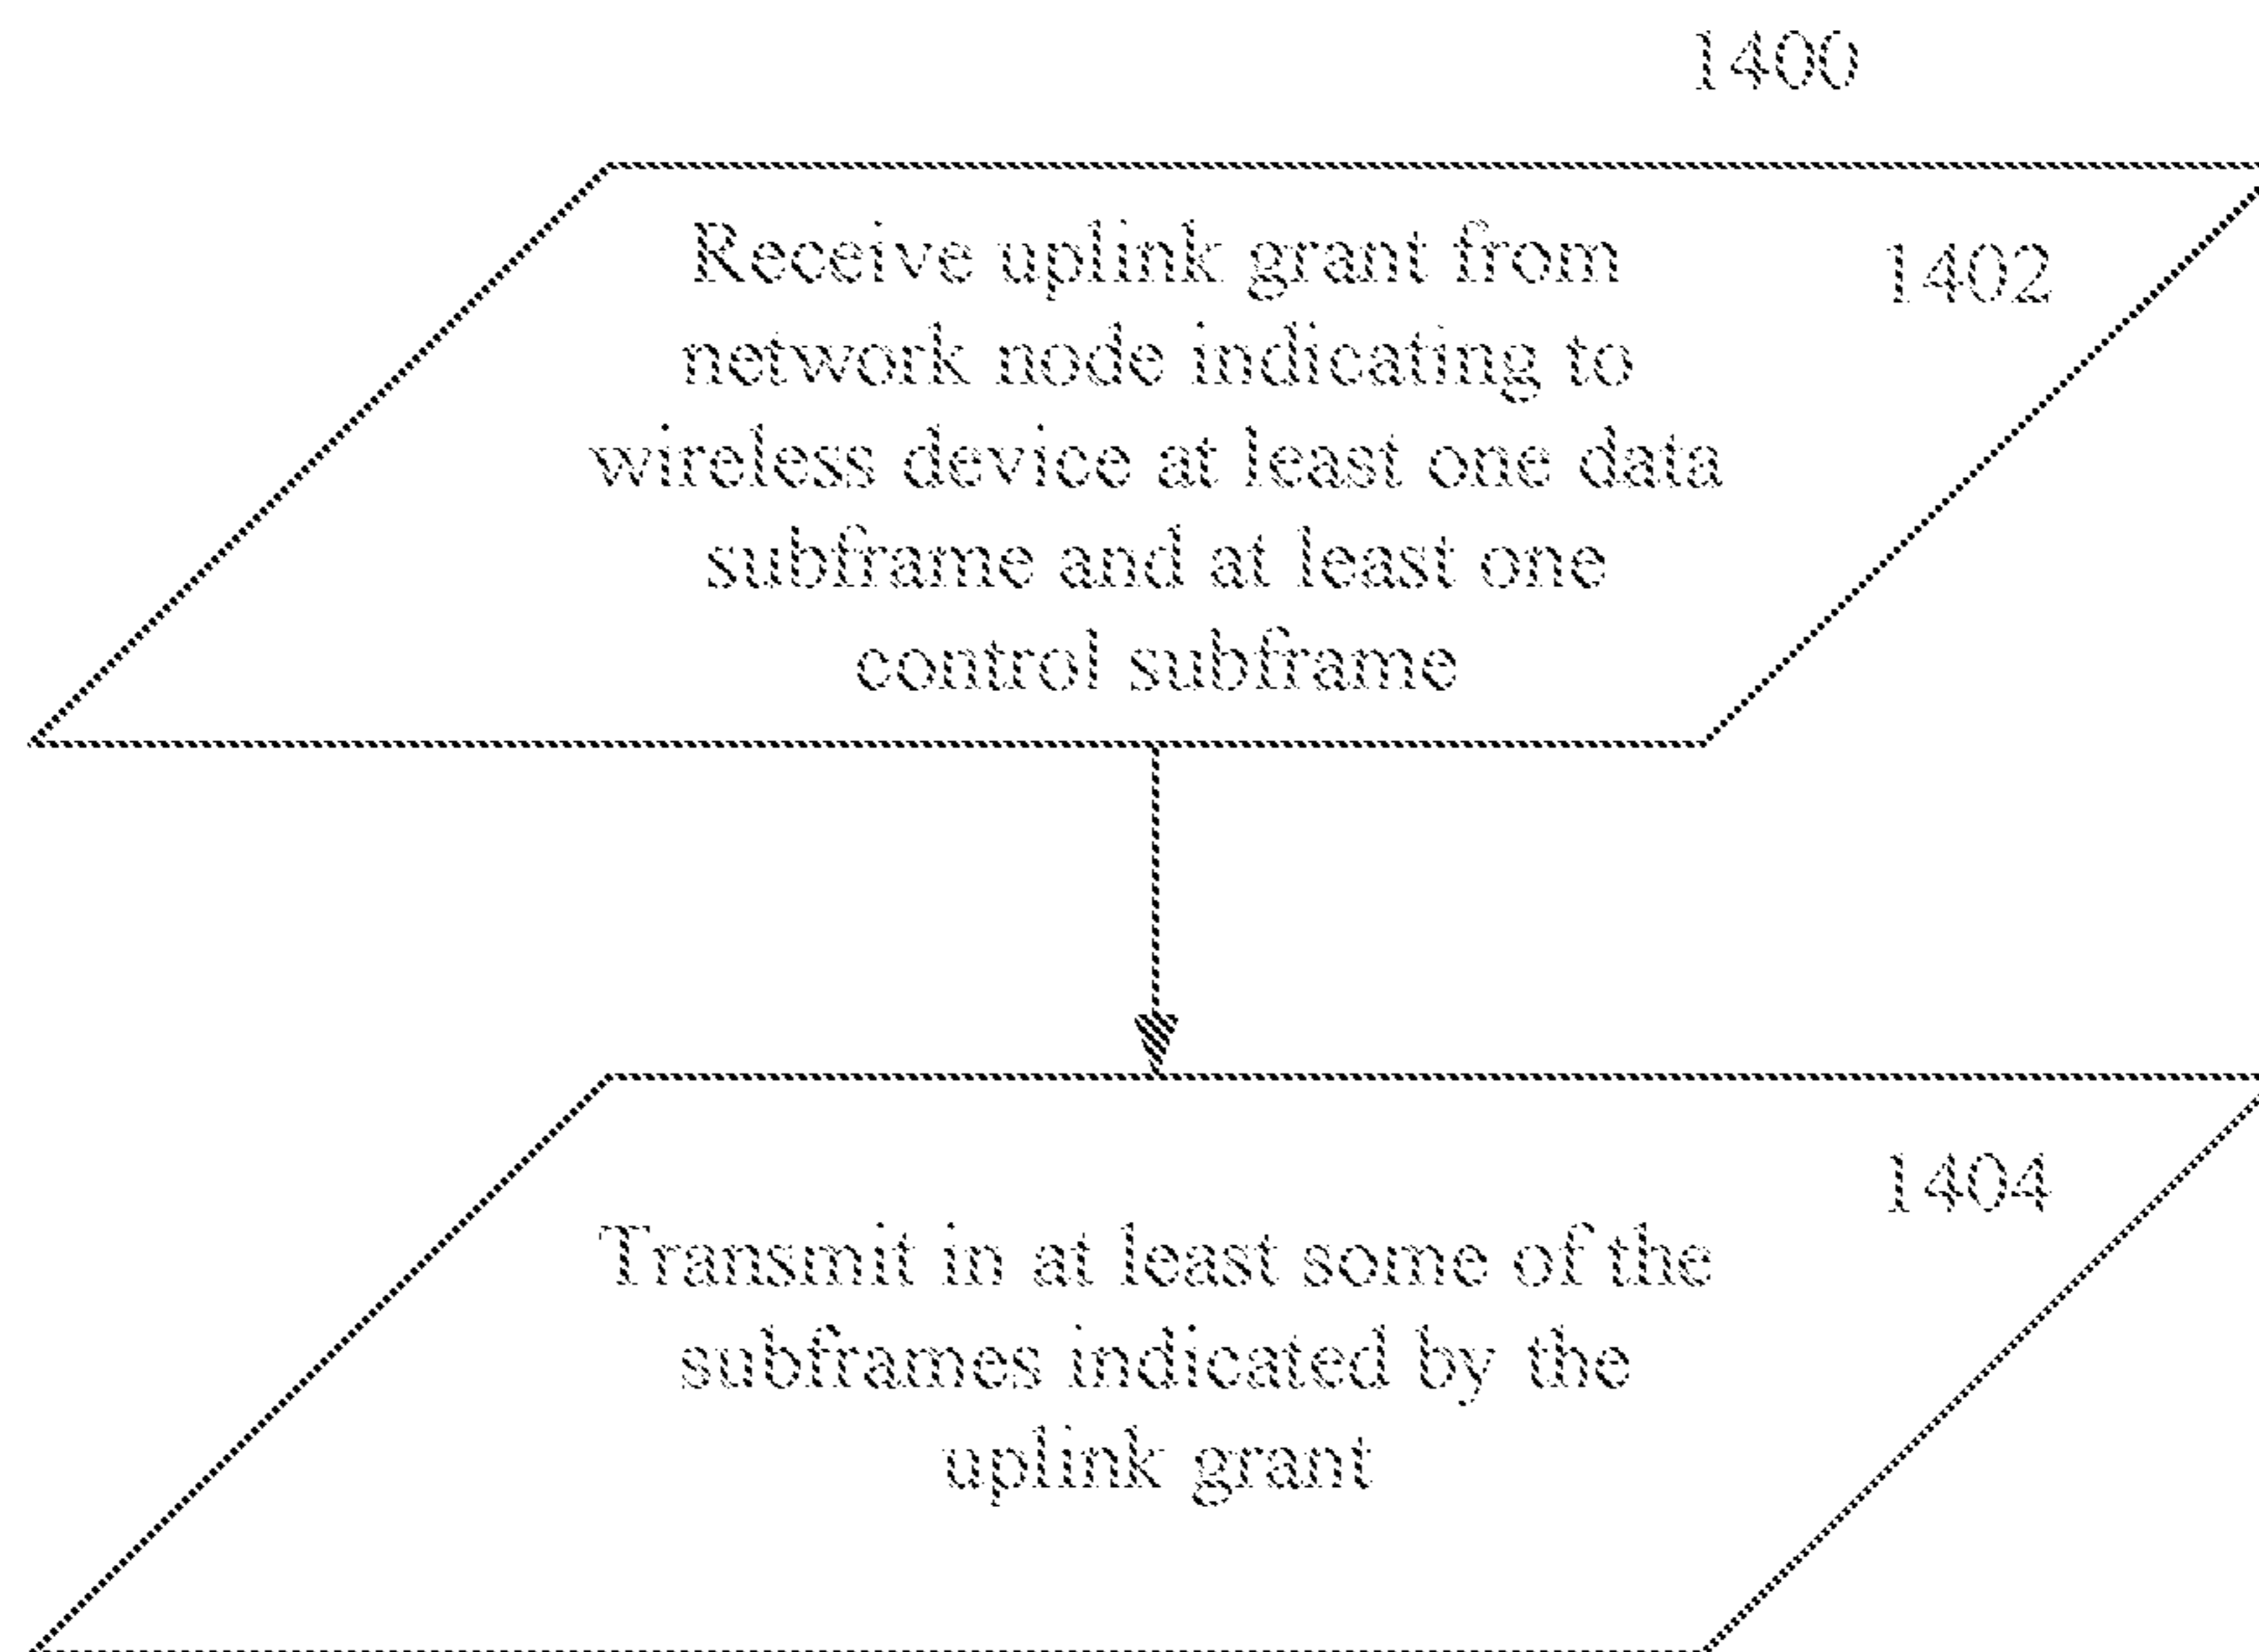 1400
Receive uplink grant from
1402
network node indicating to
wireless device at least one data
subframe and at least one
control subframe
1404
Transmit in at least some of the
subframes indicated by the
uplink grant